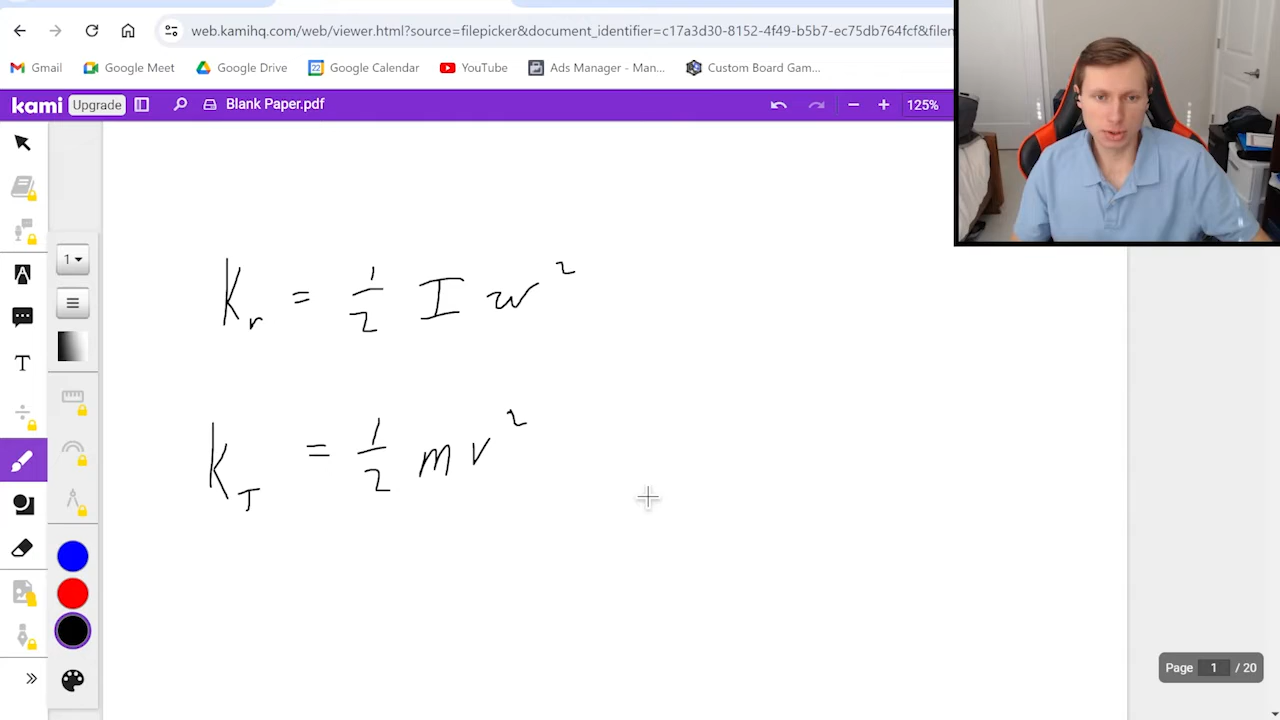 web.kamihq.com/web/viewer.html?source=filepicker&document_identifier=c17a3d30-8152-4f49-b5b7-ec75db764fcf&filen
Gmail Google Meet Google Drive 22 Google Calendar YouTube Ads Manager - Man... Custom Board Gam...
kami Upgrade Blank Paper.pdf 125%
1
A
T
K_r = 1/2 I w^2
K_T = 1/2 m v^2
Page 1 / 20